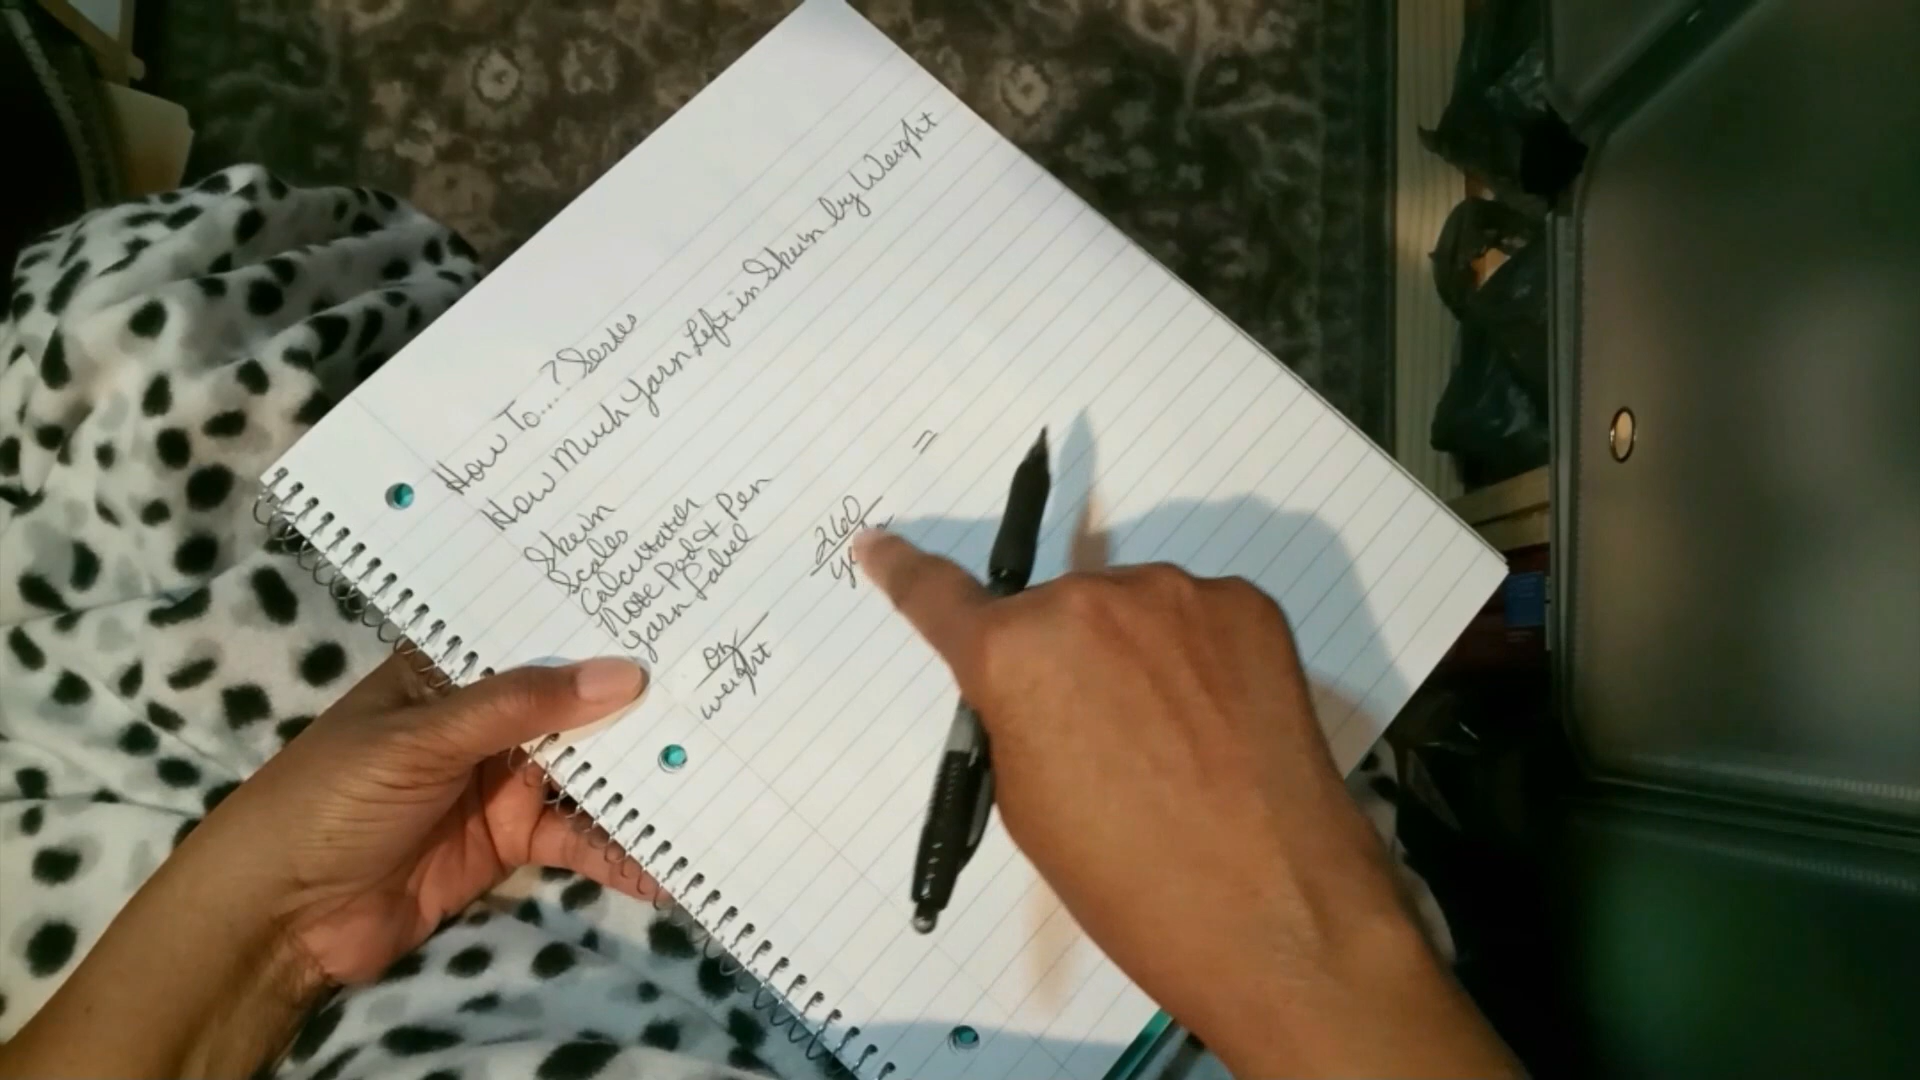 How To...? Series
How Much Yarn Left in Skein by Weight
Skein
Scales
Calculator
Note Pad & Pen
Yarn Label
oz
weight
260
=